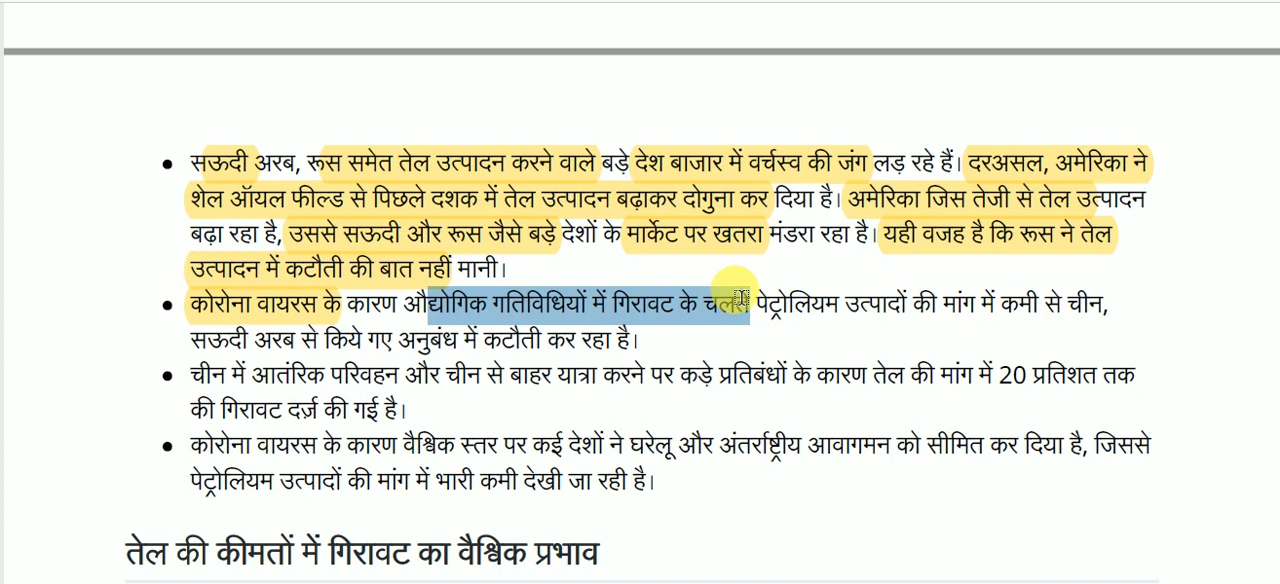 सऊदी अरब, रूस समेत तेल उत्पादन करने वाले बड़े देश बाजार में वर्चस्व की जंग लड़ रहे हैं। दरअसल, अमेरिका ने
शेल ऑयल फील्ड से पिछले दशक में तेल उत्पादन बढ़ाकर दोगुना कर दिया है। अमेरिका जिस तेजी से तेल उत्पादन
बढ़ा रहा है, उससे सऊदी और रूस जैसे बड़े देशों के मार्केट पर खतरा मंडरा रहा है। यही वजह है कि रूस ने तेल
उत्पादन में कटौती की बात नहीं मानी।
कोरोना वायरस के कारण औद्योगिक गतिविधियों में गिरावट के चलते पेट्रोलियम उत्पादों की मांग में कमी से चीन,
सऊदी अरब से किये गए अनुबंध में कटौती कर रहा है।
चीन में आतंरिक परिवहन और चीन से बाहर यात्रा करने पर कड़े प्रतिबंधों के कारण तेल की मांग में 20 प्रतिशत तक
की गिरावट दर्ज़ की गई है।
कोरोना वायरस के कारण वैश्विक स्तर पर कई देशों ने घरेलू और अंतर्राष्ट्रीय आवागमन को सीमित कर दिया है, जिससे
पेट्रोलियम उत्पादों की मांग में भारी कमी देखी जा रही है।
तेल की कीमतों में गिरावट का वैश्विक प्रभाव